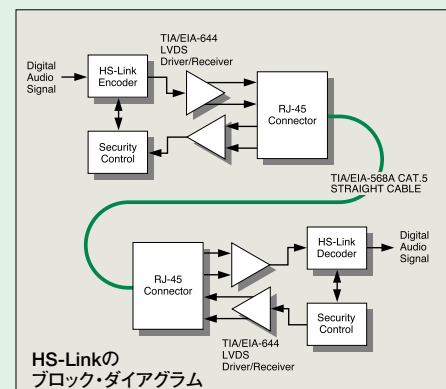 TIA/EIA-644
LVDS
Driver/Receiver
Digital
Audio
Signal
HS-Link
Encoder
RJ-45
Connector
Security
Control
TIA/EIA-568A CAT.5
STRAIGHT CABLE
RJ-45
Connector
HS-Link
Decoder
Digital
Audio
Signal
Security
Control
TIA/EIA-644
LVDS
Driver/Receiver
HS-Linkの
ブロック・ダイアグラム